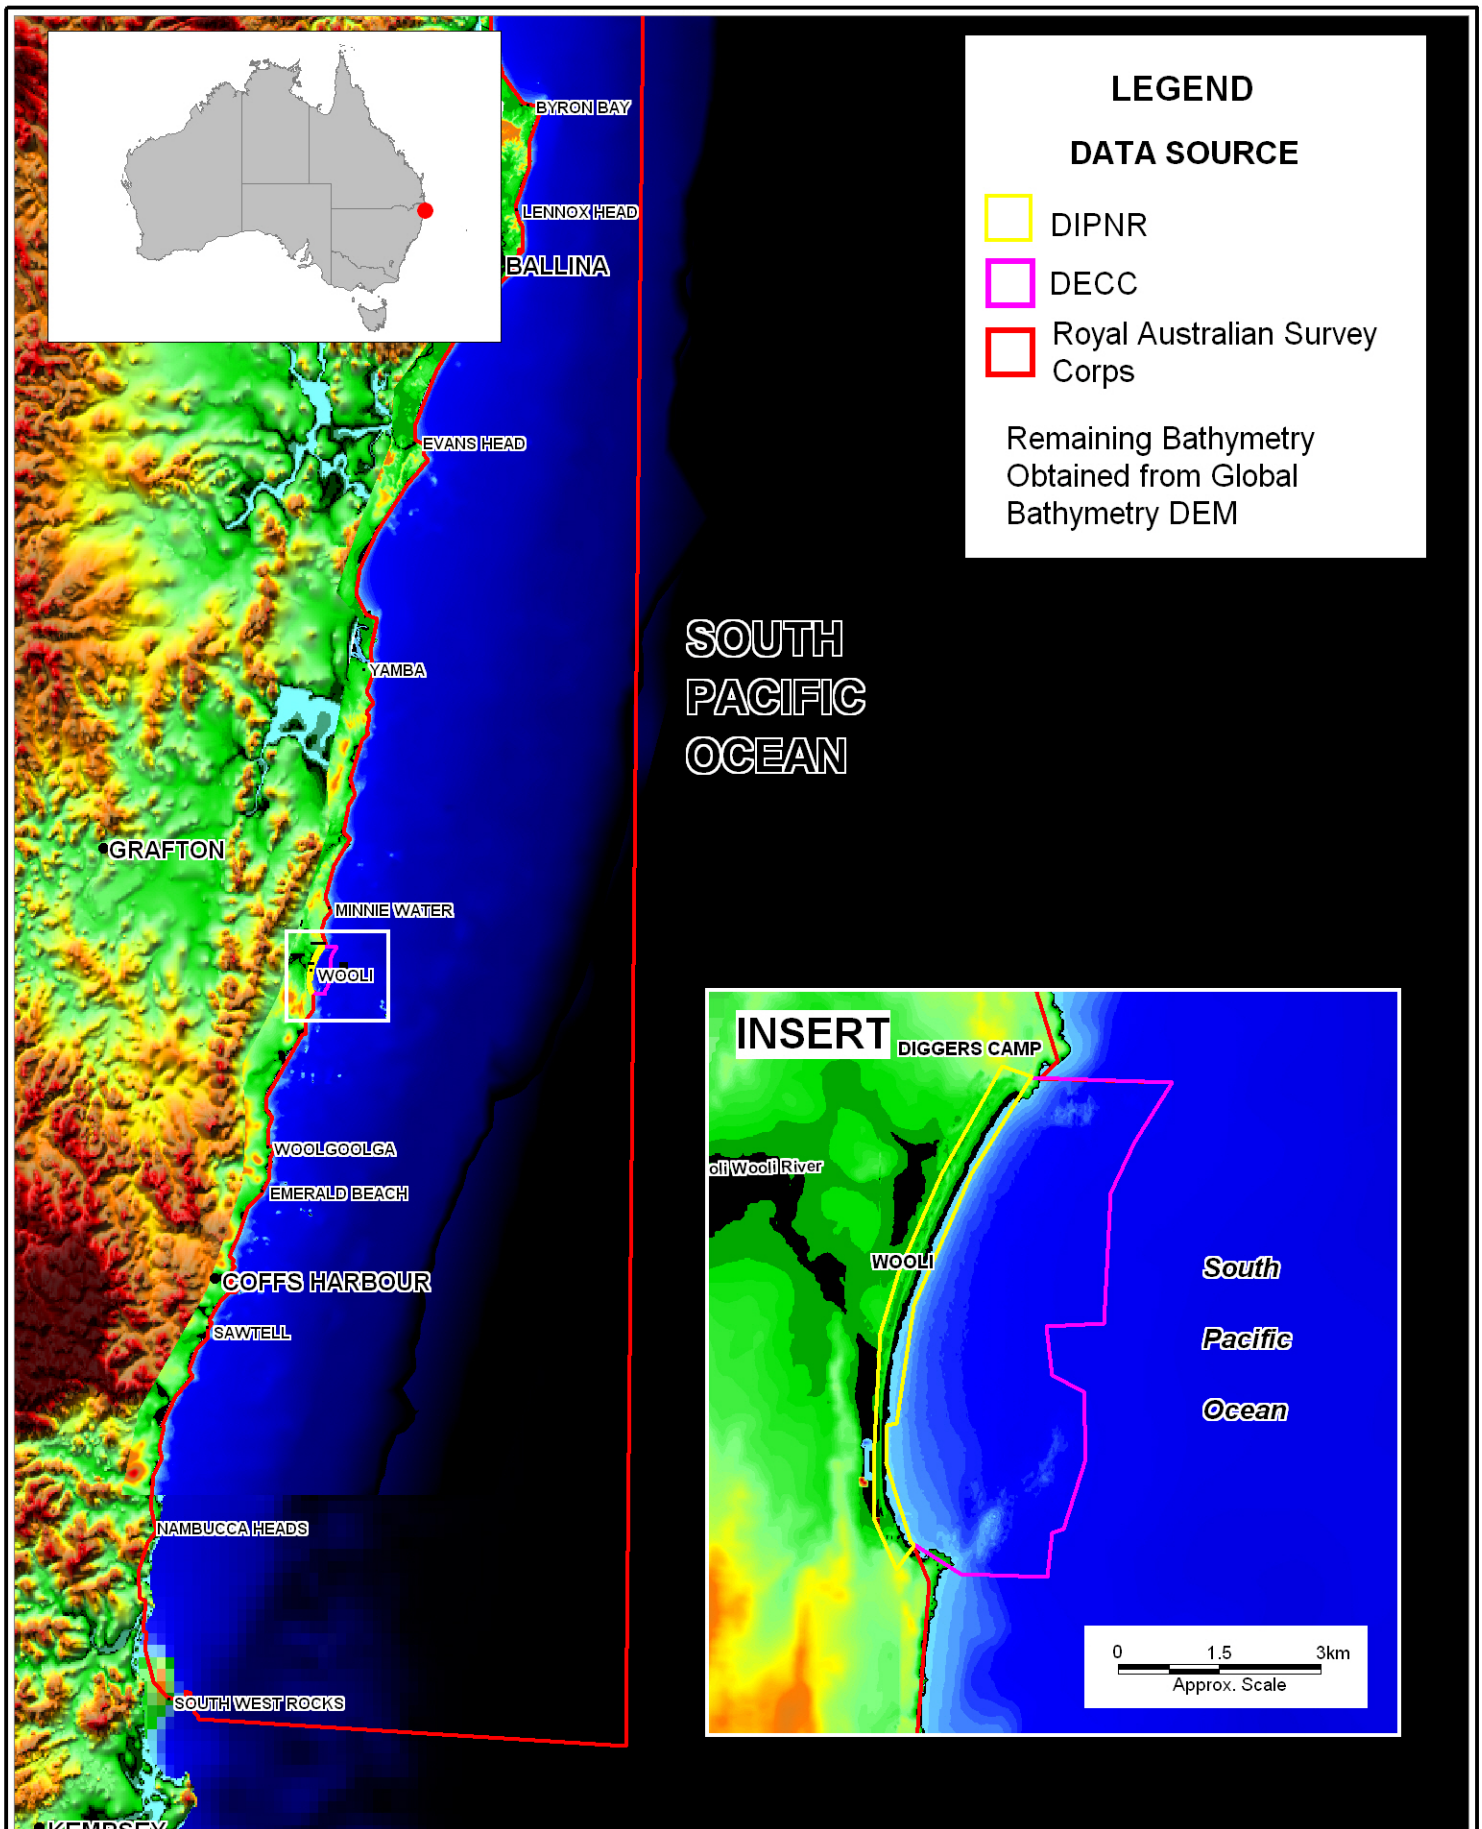 BYRON BAY
LENNOX HEAD
BALLINA
EVANS HEAD
YAMBA
GRAFTON
MINNIE WATER
WOOLI
WOOLGOOLGA
EMERALD BEACH
COFFS HARBOUR
SAWTELL
NAMBUCCA HEADS
SOUTH WEST ROCKS
KEMPSEY
SOUTH
PACIFIC
OCEAN
LEGEND
DATA SOURCE
DIPNR
DECC
Royal Australian Survey
Corps
Remaining Bathymetry
Obtained from Global
Bathymetry DEM
INSERT
DIGGERS CAMP
oli Wooli River
WOOLI
South
Pacific
Ocean
0 1.5 3km
Approx. Scale